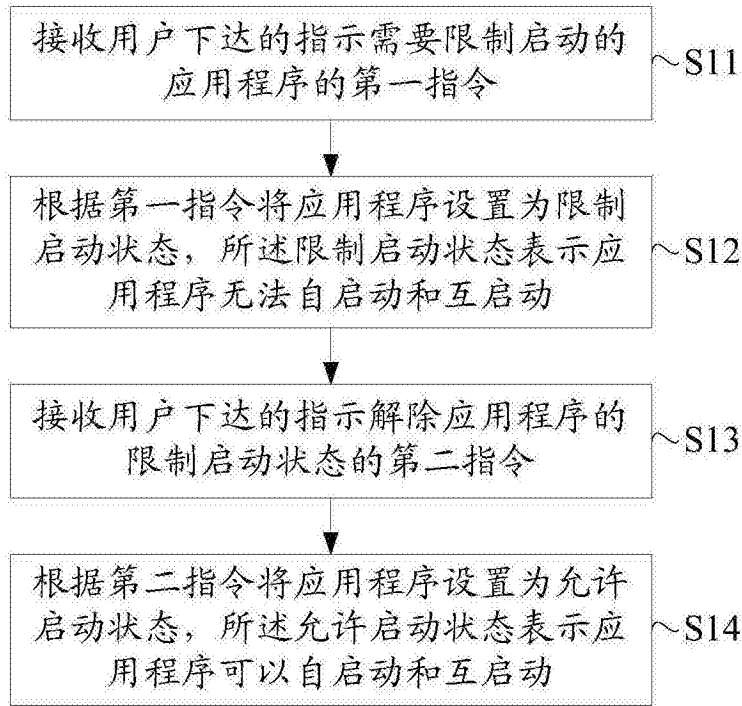 接收用户下达的指示需要限制启动的
应用程序的第一指令
S11
根据第一指令将应用程序设置为限制
启动状态，所述限制启动状态表示应
用程序无法自启动和互启动
S12
接收用户下达的指示解除应用程序的
限制启动状态的第二指令
S13
根据第二指令将应用程序设置为允许
启动状态，所述允许启动状态表示应
用程序可以自启动和互启动
S14